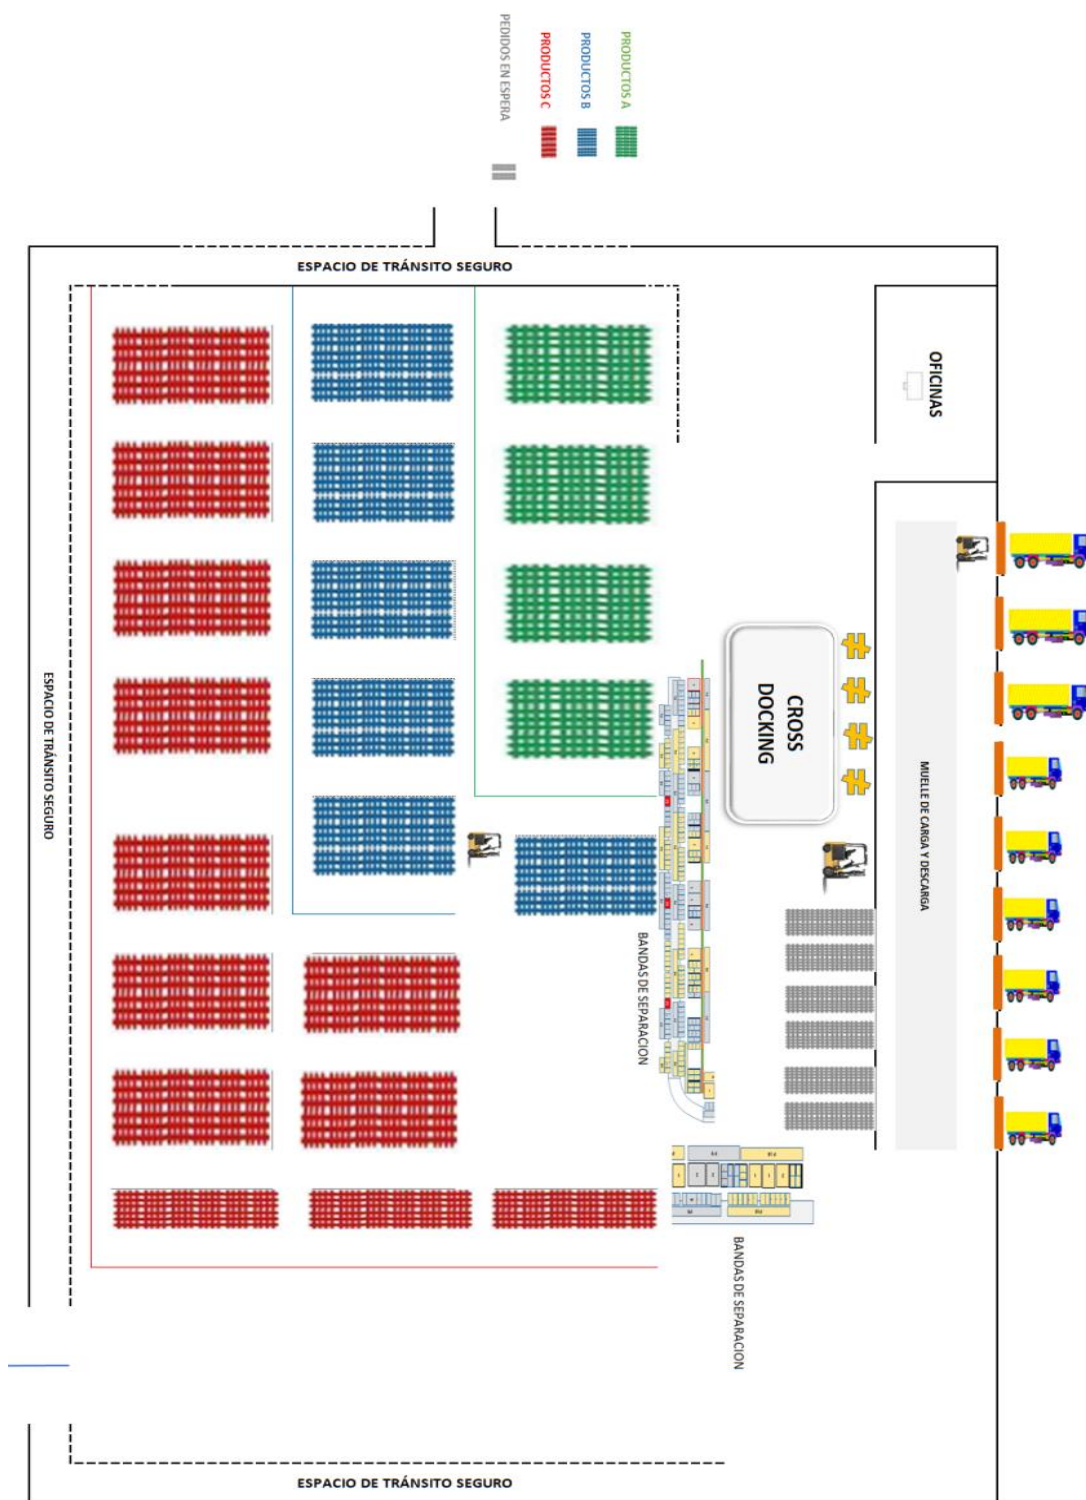 PRODUCTOS A
PRODUCTOS B
PRODUCTOS C
PEDIDOS EN ESPERA
ESPACIO DE TRÁNSITO SEGURO
OFICINAS
CROSS
DOCKING
MUELLE DE CARGA Y DESCARGA
ESPACIO DE TRÁNSITO SEGURO
BANDAS DE SEPARACION
BANDAS DE SEPARACION
ESPACIO DE TRÁNSITO SEGURO